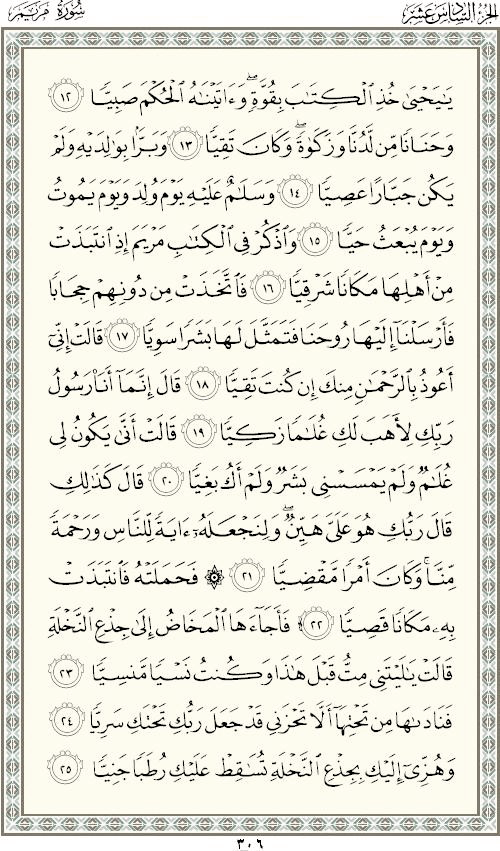 الجزء السادس عشر
سورة مريم
يَـٰيَحۡيَىٰ خُذِ ٱلۡكِتَـٰبَ بِقُوَّةࣲۖ وَءَاتَيۡنَـٰهُ ٱلۡحُكۡمَ صَبِيࣰّا ١٢
وَحَنَانࣰا مِّن لَّدُنَّا وَزَكَوٰةࣰۖ وَكَانَ تَقِيࣰّا ١٣ وَبَرَّۢا بِوَٰلِدَيۡهِ وَلَمۡ
يَكُن جَبَّارًا عَصِيࣰّا ١٤ وَسَلَـٰمٌ عَلَيۡهِ يَوۡمَ وُلِدَ وَيَوۡمَ يَمُوتُ
وَيَوۡمَ يُبۡعَثُ حَيࣰّا ١٥ وَٱذۡكُرۡ فِي ٱلۡكِتَـٰبِ مَرۡيَمَ إِذِ ٱنتَبَذَتۡ
مِنۡ أَهۡلِهَا مَكَانࣰا شَرۡقِيࣰّا ١٦ فَٱتَّخَذَتۡ مِن دُونِهِمۡ حِجَابࣰا
فَأَرۡسَلۡنَآ إِلَيۡهَا رُوحَنَا فَتَمَثَّلَ لَهَا بَشَرࣰا سَوِيࣰّا ١٧ قَالَتۡ إِنِّيٓ
أَعُوذُ بِٱلرَّحۡمَـٰنِ مِنكَ إِن كُنتَ تَقِيࣰّا ١٨ قَالَ إِنَّمَآ أَنَا۠ رَسُولُ
رَبِّكِ لِأَهَبَ لَكِ غُلَـٰمࣰا زَكِيࣰّا ١٩ قَالَتۡ أَنَّىٰ يَكُونُ لِي
غُلَـٰمࣱ وَلَمۡ يَمۡسَسۡنِي بَشَرࣱ وَلَمۡ أَكُ بَغِيࣰّا ٢٠ قَالَ كَذَٰلِكِ
قَالَ رَبُّكِ هُوَ عَلَيَّ هَيِّنࣱۖ وَلِنَجۡعَلَهُۥٓ ءَايَةࣰ لِّلنَّاسِ وَرَحۡمَةࣰ
مِّنَّاۚ وَكَانَ أَمۡرࣰا مَّقۡضِيࣰّا ٢١ ۞ فَحَمَلَتۡهُ فَٱنتَبَذَتۡ
بِهِۦ مَكَانࣰا قَصِيࣰّا ٢٢ فَأَجَآءَهَا ٱلۡمَخَاضُ إِلَىٰ جِذۡعِ ٱلنَّخۡلَةِ
قَالَتۡ يَـٰلَيۡتَنِي مِتُّ قَبۡلَ هَـٰذَا وَكُنتُ نَسۡيࣰا مَّنسِيࣰّا ٢٣
فَنَادَىٰهَا مِن تَحۡتِهَآ أَلَّا تَحۡزَنِي قَدۡ جَعَلَ رَبُّكِ تَحۡتَكِ سَرِيࣰّا ٢٤
وَهُزِّيٓ إِلَيۡكِ بِجِذۡعِ ٱلنَّخۡلَةِ تُسَـٰقِطۡ عَلَيۡكِ رُطَبࣰا جَنِيࣰّا ٢٥
٣٠٦